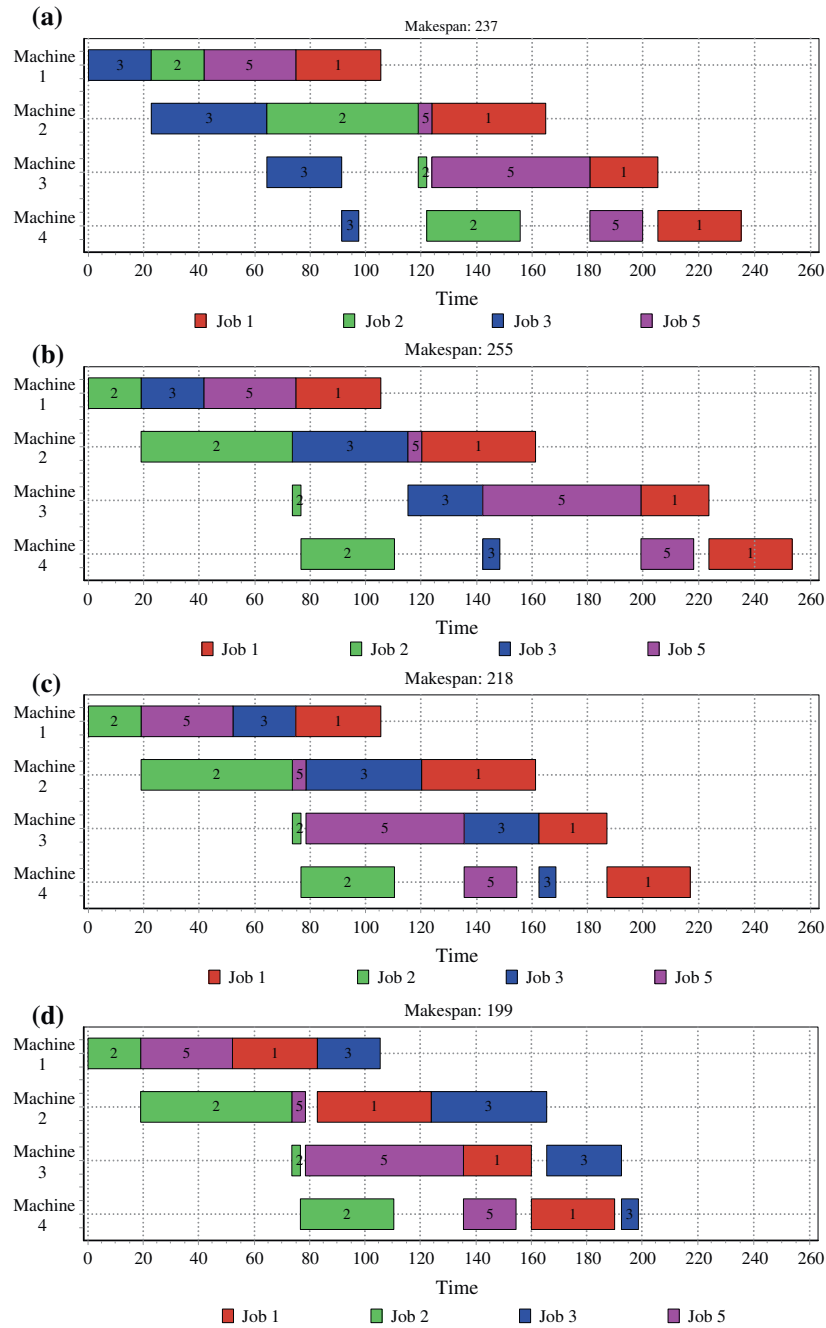 (a)
Makespan: 237
Machine 1
3 2 5 1
Machine 2
3 2 5 1
Machine 3
3 2 5 1
Machine 4
3 2 5 1
0 20 40 60 80 100 120 140 160 180 200 220 240 260
Time
Job 1 Job 2 Job 3 Job 5
(b)
Makespan: 255
Machine 1
2 3 5 1
Machine 2
2 3 5 1
Machine 3
2 3 5 1
Machine 4
2 3 5 1
0 20 40 60 80 100 120 140 160 180 200 220 240 260
Time
Job 1 Job 2 Job 3 Job 5
(c)
Makespan: 218
Machine 1
2 5 3 1
Machine 2
2 5 3 1
Machine 3
2 5 3 1
Machine 4
2 5 3 1
0 20 40 60 80 100 120 140 160 180 200 220 240 260
Time
Job 1 Job 2 Job 3 Job 5
(d)
Makespan: 199
Machine 1
2 5 1 3
Machine 2
2 5 1 3
Machine 3
2 5 1 3
Machine 4
2 5 1 3
0 20 40 60 80 100 120 140 160 180 200 220 240 260
Time
Job 1 Job 2 Job 3 Job 5